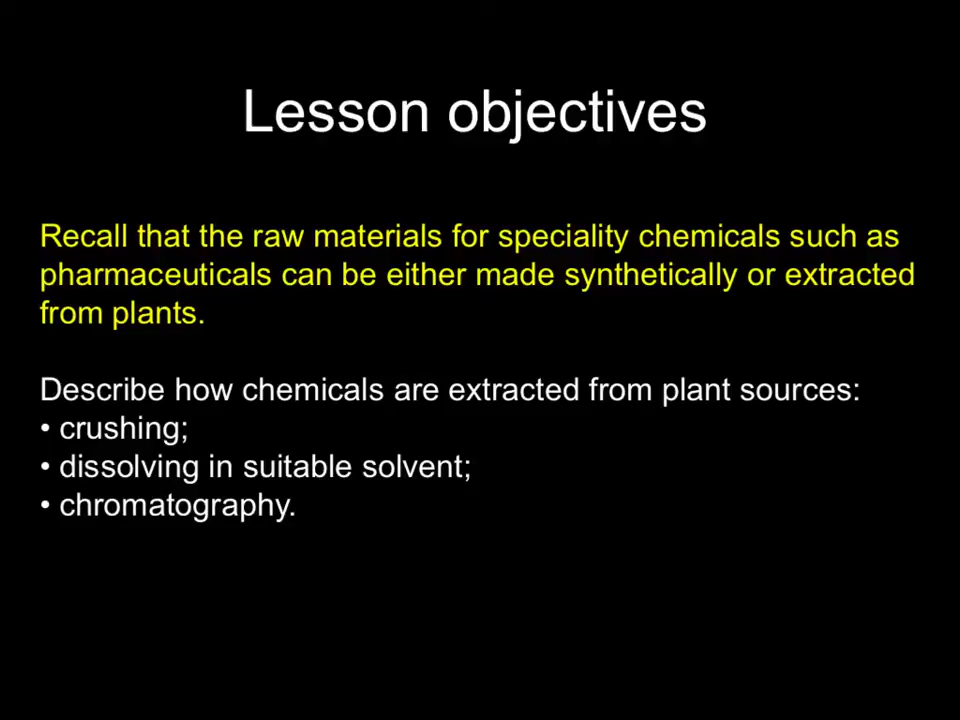 Lesson objectives
Recall that the raw materials for speciality chemicals such as
pharmaceuticals can be either made synthetically or extracted
from plants.
Describe how chemicals are extracted from plant sources:
• crushing;
• dissolving in suitable solvent;
• chromatography.